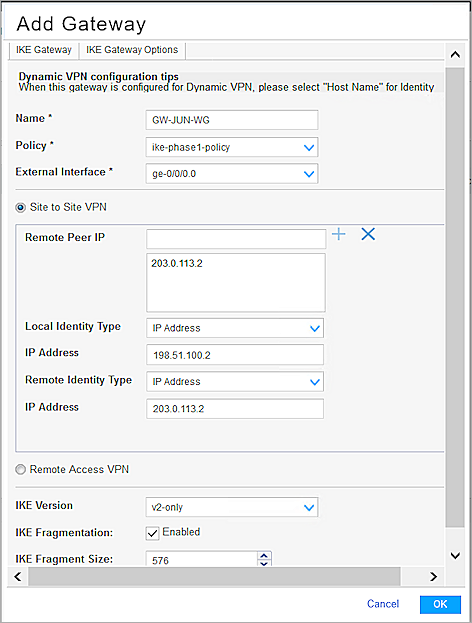 Add Gateway
IKE Gateway IKE Gateway Options
Dynamic VPN configuration tips
When this gateway is configured for Dynamic VPN, please select "Host Name" for Identity
Name * GW-JUN-WG
Policy * ike-phase1-policy
External Interface * ge-0/0/0.0
Site to Site VPN
Remote Peer IP
203.0.113.2
Local Identity Type IP Address
IP Address 198.51.100.2
Remote Identity Type IP Address
IP Address 203.0.113.2
Remote Access VPN
IKE Version v2-only
IKE Fragmentation: Enabled
IKE Fragment Size: 576
Cancel OK